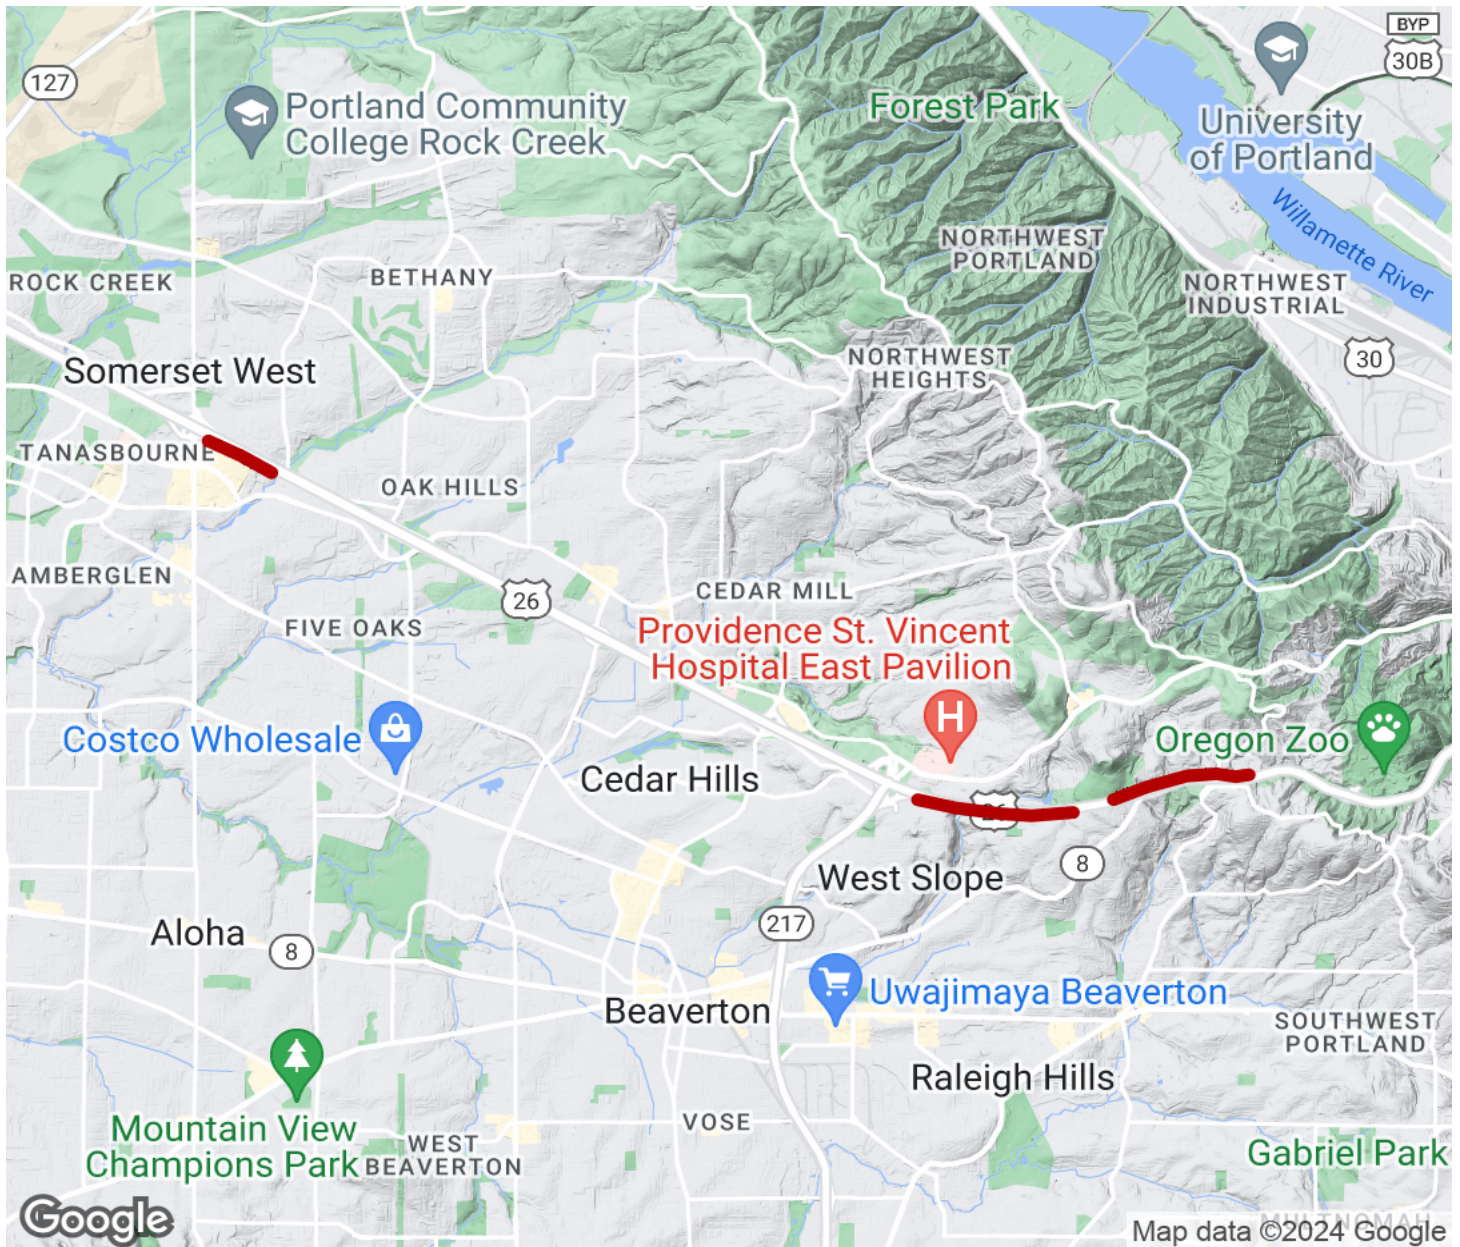 BYP
30B
127
Portland Community
College Rock Creek
Forest Park
University
of Portland
Willamette River
NORTHWEST
PORTLAND
ROCK CREEK
BETHANY
NORTHWEST
INDUSTRIAL
30
Somerset West
NORTHWEST
HEIGHTS
TANASBOURNE
OAK HILLS
AMBERGLEN
26
CEDAR MILL
FIVE OAKS
Providence St. Vincent
Hospital East Pavilion
H
Costco Wholesale
Oregon Zoo
Cedar Hills
26
West Slope
8
217
Aloha
8
Beaverton
Uwajimaya Beaverton
SOUTHWEST
PORTLAND
Raleigh Hills
VOSE
Mountain View
Champions Park
WEST
BEAVERTON
Gabriel Park
MULTNOMAH
Google
Map data ©2024 Google